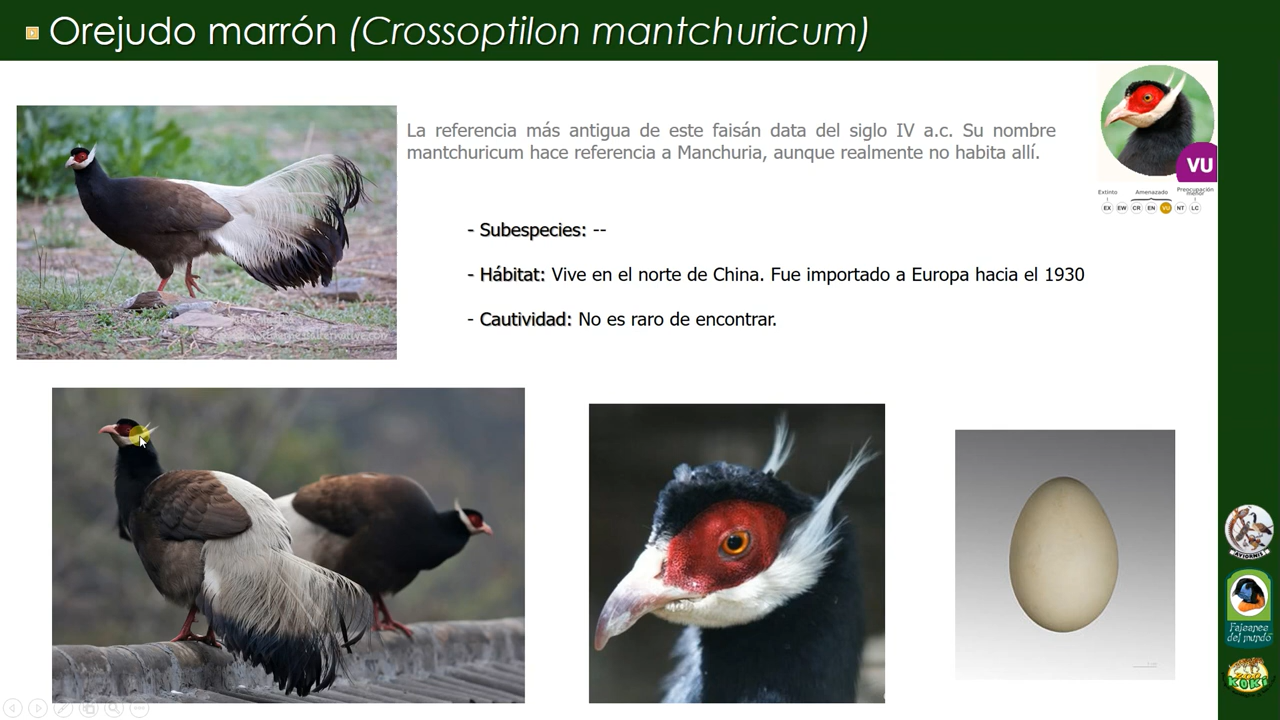 Orejudo marrón (Crossoptilon mantchuricum)
La referencia más antigua de este faisán data del siglo IV a.c. Su nombre
mantchuricum hace referencia a Manchuria, aunque realmente no habita allí.
VU
Extinto Amenazado Preocupación
menor
EX EW CR EN VU NT LC
- Subespecies: --
- Hábitat: Vive en el norte de China. Fue importado a Europa hacia el 1930
- Cautividad: No es raro de encontrar.
AVIORNIS
Faisanes
del mundo
KOKI